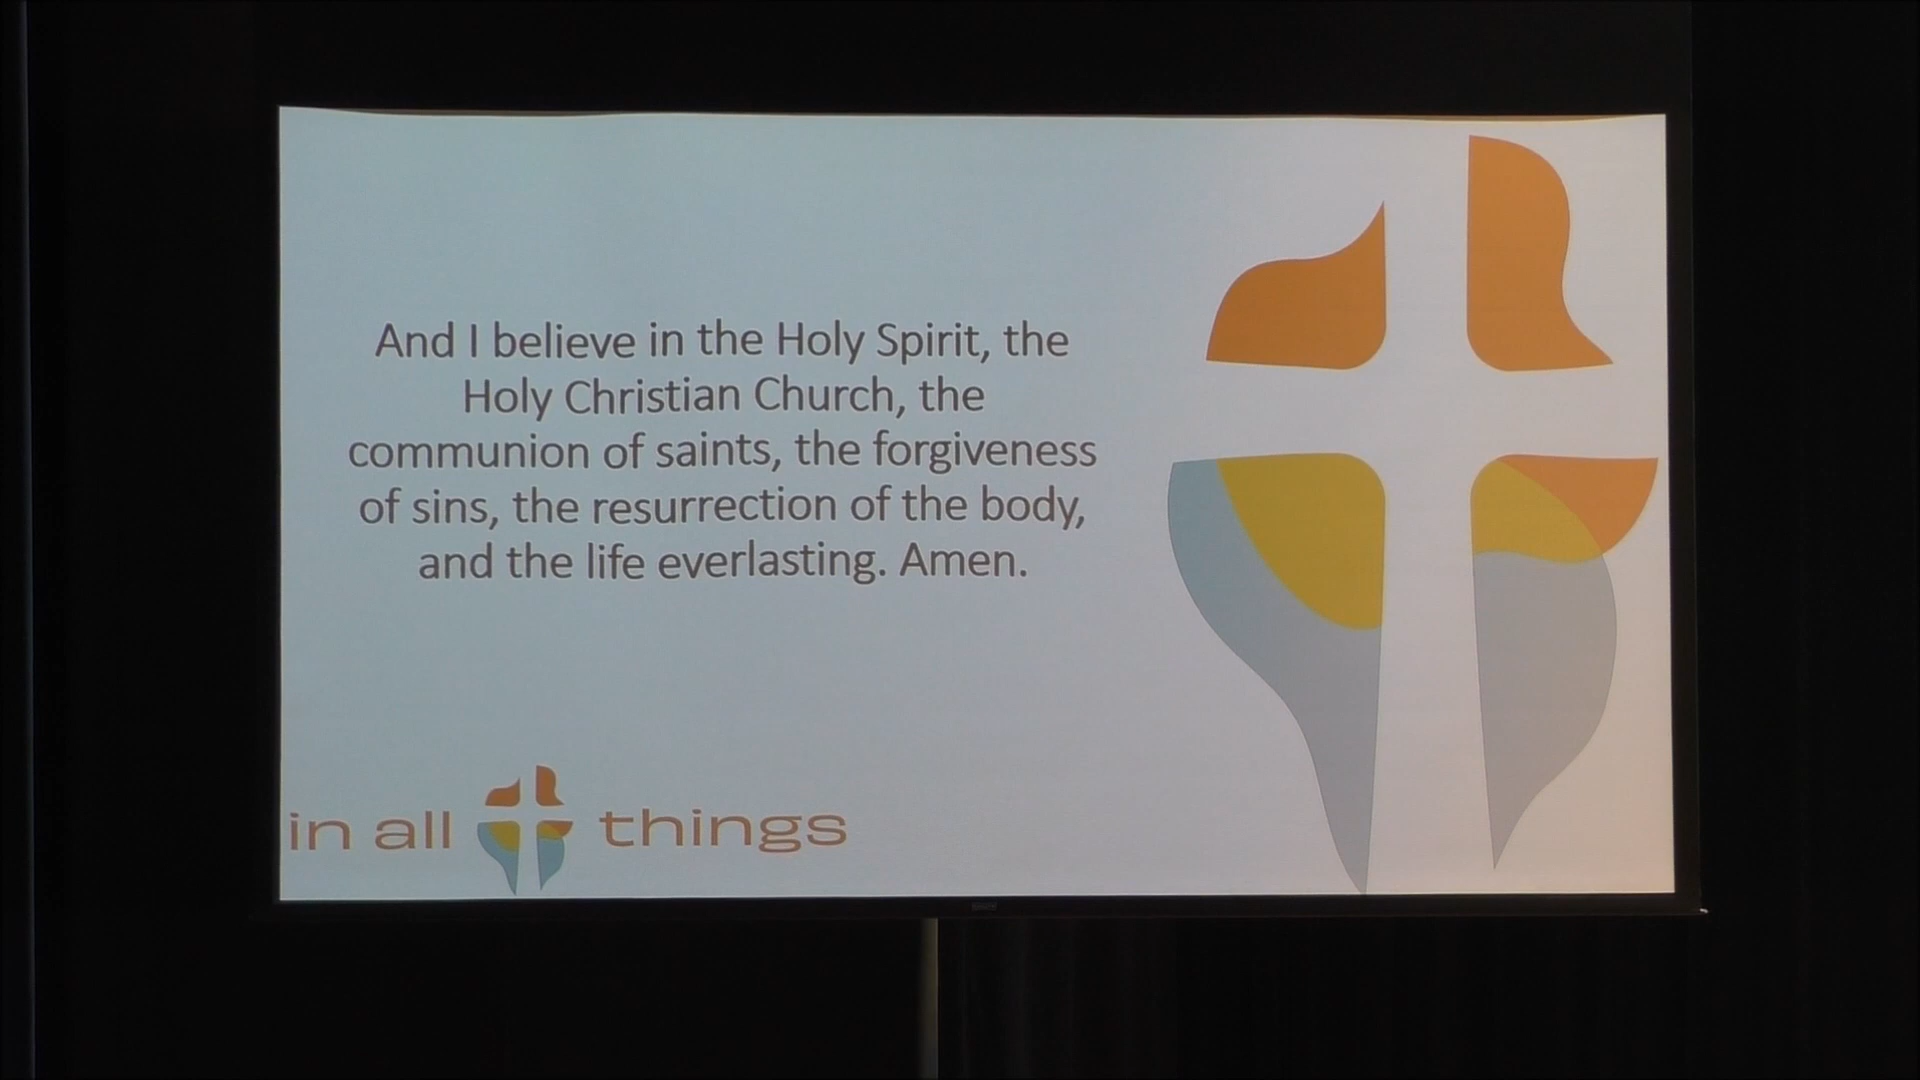 And I believe in the Holy Spirit, the
Holy Christian Church, the
communion of saints, the forgiveness
of sins, the resurrection of the body,
and the life everlasting. Amen.
in all things